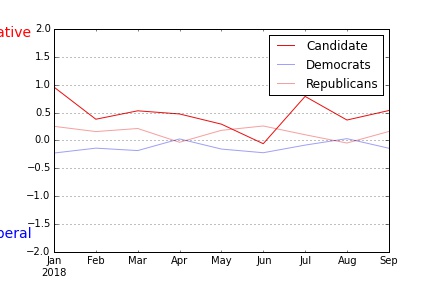 ative
2.0
1.5
1.0
0.5
0.0
−0.5
−1.0
−1.5
−2.0
beral
Candidate
Democrats
Republicans
Jan Feb Mar Apr May Jun Jul Aug Sep
2018